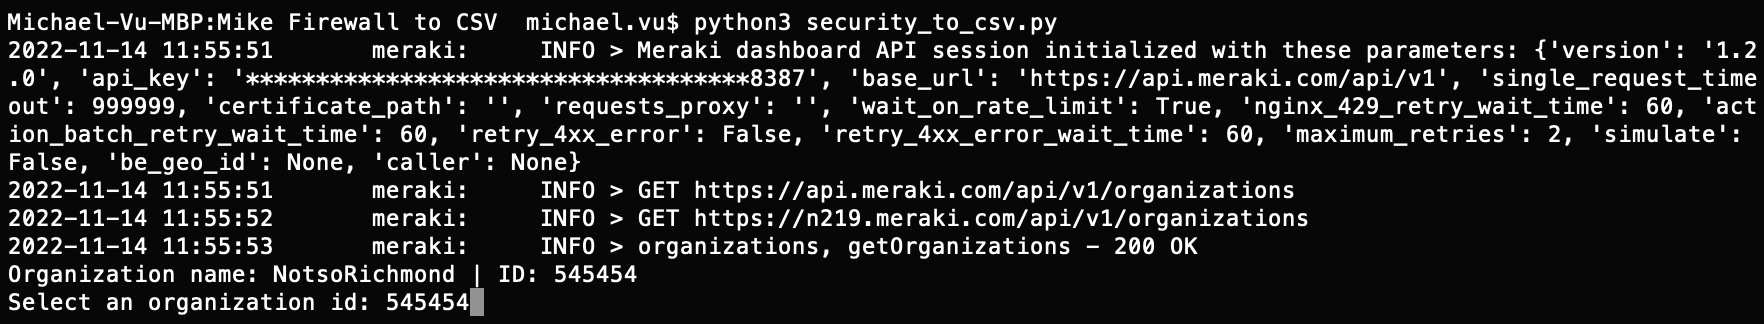 Michael-Vu-MBP:Mike Firewall to CSV  michael.vu$ python3 security_to_csv.py
2022-11-14 11:55:51       meraki:     INFO > Meraki dashboard API session initialized with these parameters: {'version': '1.2
.0', 'api_key': '************************************8387', 'base_url': 'https://api.meraki.com/api/v1', 'single_request_time
out': 999999, 'certificate_path': '', 'requests_proxy': '', 'wait_on_rate_limit': True, 'nginx_429_retry_wait_time': 60, 'act
ion_batch_retry_wait_time': 60, 'retry_4xx_error': False, 'retry_4xx_error_wait_time': 60, 'maximum_retries': 2, 'simulate': 
False, 'be_geo_id': None, 'caller': None}
2022-11-14 11:55:51       meraki:     INFO > GET https://api.meraki.com/api/v1/organizations
2022-11-14 11:55:52       meraki:     INFO > GET https://n219.meraki.com/api/v1/organizations
2022-11-14 11:55:53       meraki:     INFO > organizations, getOrganizations - 200 OK
Organization name: NotsoRichmond | ID: 545454
Select an organization id: 545454